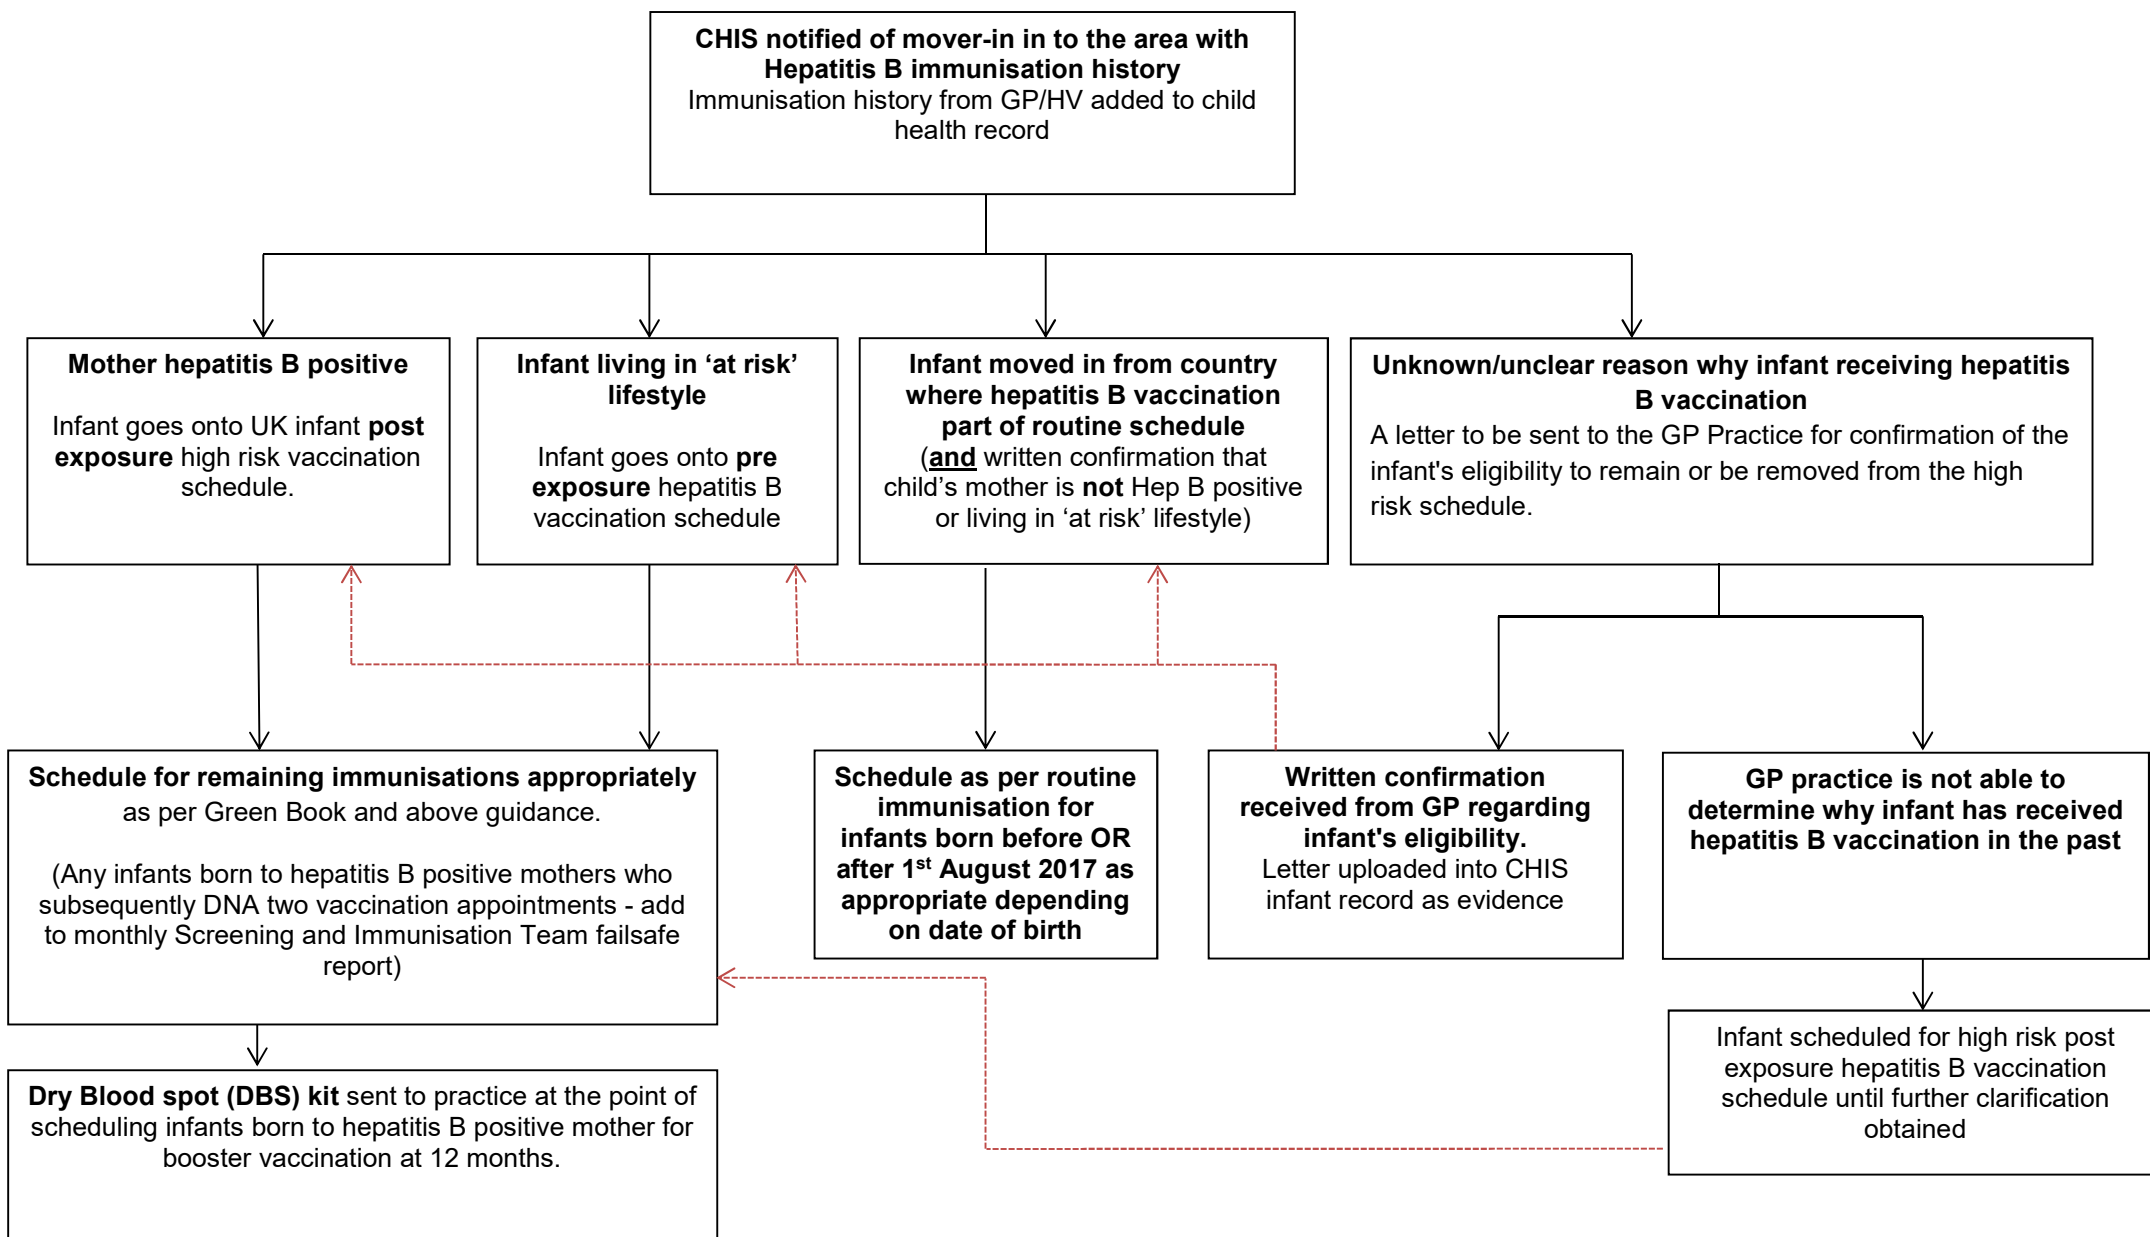 CHIS notified of mover-in in to the area with
Hepatitis B immunisation history
Immunisation history from GP/HV added to child
health record
Mother hepatitis B positive
Infant goes onto UK infant post
exposure high risk vaccination
schedule.
Infant living in ‘at risk’
lifestyle
Infant goes onto pre
exposure hepatitis B
vaccination schedule
Infant moved in from country
where hepatitis B vaccination
part of routine schedule
(and written confirmation that
child’s mother is not Hep B positive
or living in ‘at risk’ lifestyle)
Unknown/unclear reason why infant receiving hepatitis
B vaccination
A letter to be sent to the GP Practice for confirmation of the
infant's eligibility to remain or be removed from the high
risk schedule.
Schedule for remaining immunisations appropriately
as per Green Book and above guidance.
(Any infants born to hepatitis B positive mothers who
subsequently DNA two vaccination appointments - add
to monthly Screening and Immunisation Team failsafe
report)
Schedule as per routine
immunisation for
infants born before OR
after 1st August 2017 as
appropriate depending
on date of birth
Written confirmation
received from GP regarding
infant's eligibility.
Letter uploaded into CHIS
infant record as evidence
GP practice is not able to
determine why infant has received
hepatitis B vaccination in the past
Infant scheduled for high risk post
exposure hepatitis B vaccination
schedule until further clarification
obtained
Dry Blood spot (DBS) kit sent to practice at the point of
scheduling infants born to hepatitis B positive mother for
booster vaccination at 12 months.